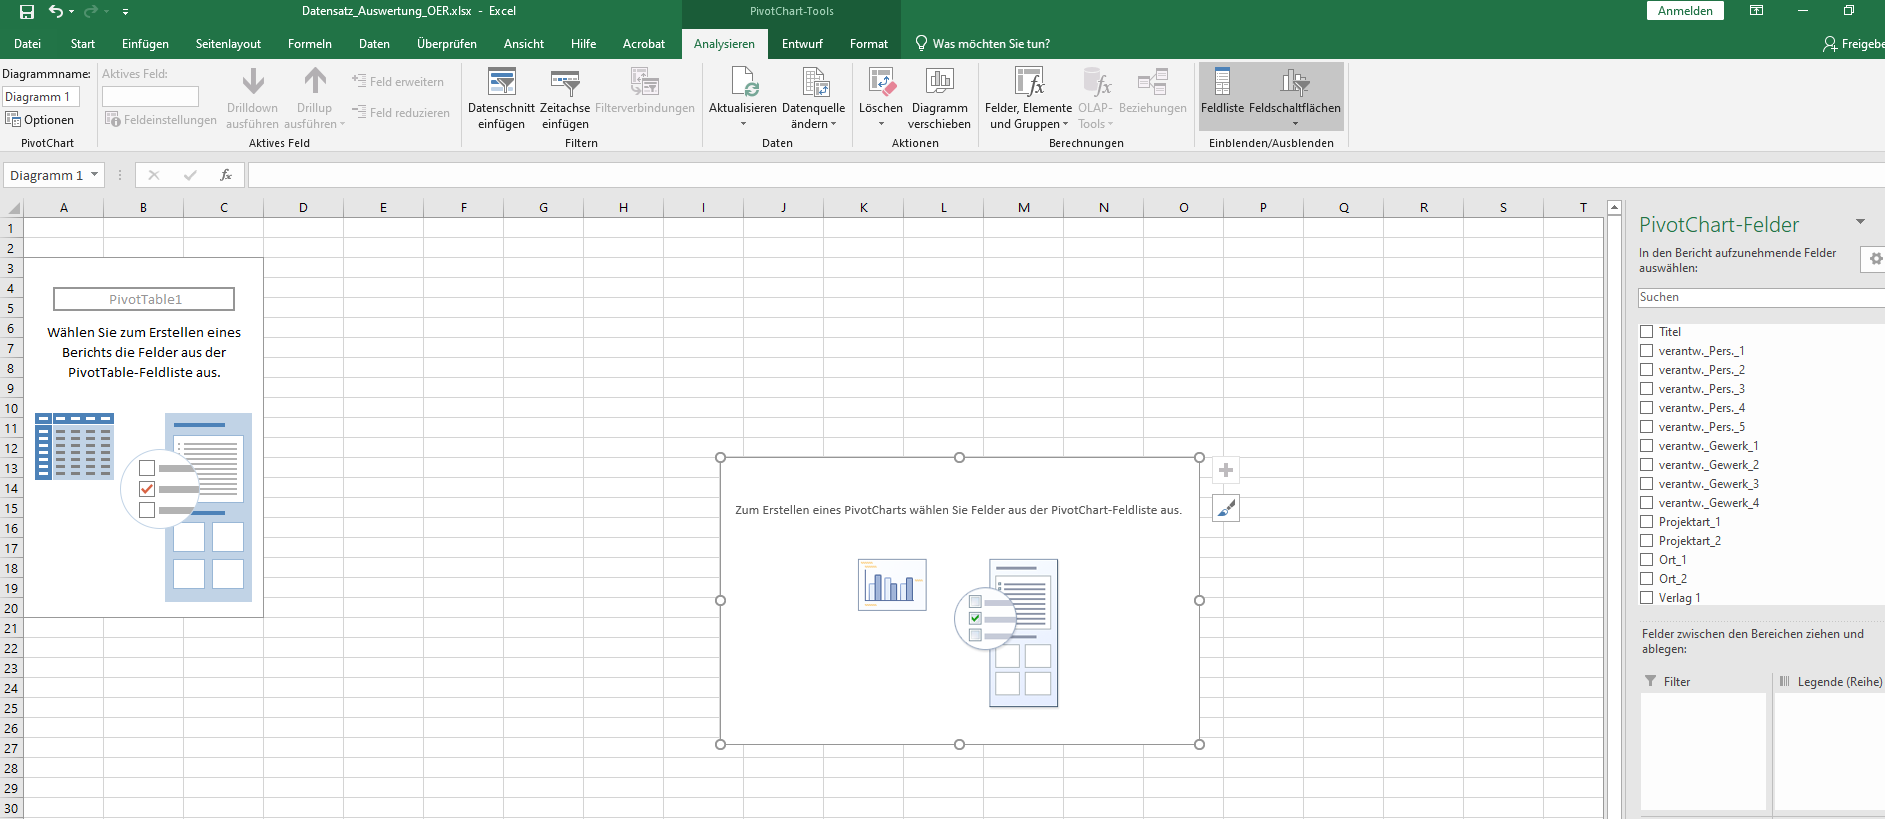 Datensatz_Auswertung_OER.xlsx - Excel
PivotChart-Tools
Anmelden
Datei Start Einfügen Seitenlayout Formeln Daten Überprüfen Ansicht Hilfe Acrobat Analysieren Entwurf Format Was möchten Sie tun? Freigebe
Diagrammname:
Diagramm 1
Optionen
PivotChart
Aktives Feld:
Feldeinstellungen
Drilldown
ausführen
Drillup
ausführen
Feld erweitern
Feld reduzieren
Aktives Feld
Datenschnitt
einfügen
Zeitachse
einfügen
Filterverbindungen
Filtern
Aktualisieren
Datenquelle
ändern
Daten
Löschen
Diagramm
verschieben
Aktionen
Felder, Elemente
und Gruppen
OLAP-
Tools
Beziehungen
Berechnungen
Feldliste
Feldschaltflächen
Einblenden/Ausblenden
Diagramm 1
fx
A B C D E F G H I J K L M N O P Q R S T
1
2
3
4
5
6
7
8
9
10
11
12
13
14
15
16
17
18
19
20
21
22
23
24
25
26
27
28
29
30
PivotTable1
Wählen Sie zum Erstellen eines
Berichts die Felder aus der
PivotTable-Feldliste aus.
Zum Erstellen eines PivotCharts wählen Sie Felder aus der PivotChart-Feldliste aus.
PivotChart-Felder
In den Bericht aufzunehmende Felder
auswählen:
Suchen
Titel
verantw._Pers._1
verantw._Pers._2
verantw._Pers._3
verantw._Pers._4
verantw._Pers._5
verantw._Gewerk_1
verantw._Gewerk_2
verantw._Gewerk_3
verantw._Gewerk_4
Projektart_1
Projektart_2
Ort_1
Ort_2
Verlag 1
Felder zwischen den Bereichen ziehen und
ablegen:
Filter
Legende (Reihe)